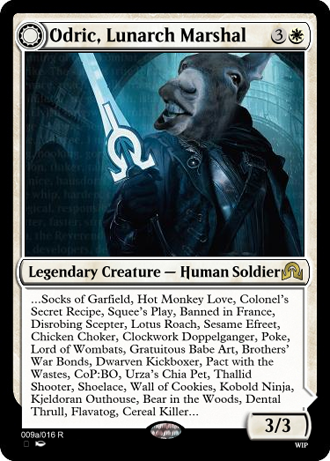 Odric, Lunarch Marshal 3
Legendary Creature — Human Soldier
...Socks of Garfield, Hot Monkey Love, Colonel's
Secret Recipe, Squee's Play, Banned in France,
Disrobing Scepter, Lotus Roach, Sesame Efreet,
Chicken Choker, Clockwork Doppelganger, Poke,
Lord of Wombats, Gratuitous Babe Art, Brothers'
War Bonds, Dwarven Kickboxer, Pact with
the Wastes, CoP:BO, Urza's Chia Pet, Thallid
Shooter, Shoelace, Wall of Cookies, Kobold Ninja,
Kjeldoran Outhouse, Bear in the Woods, Dental
Thrull, Flavatog, Cereal Killer...
3/3
009a/016 R
WIP